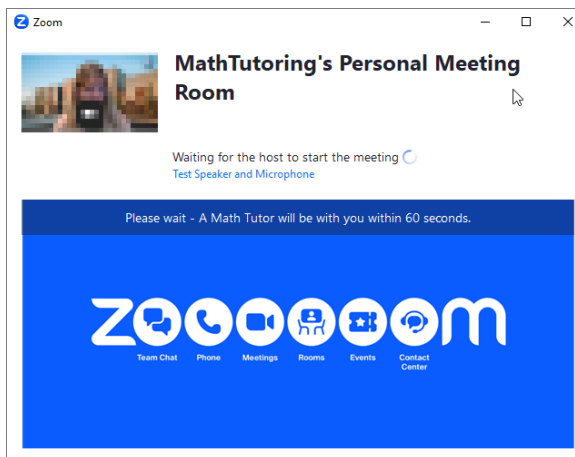 Zoom
MathTutoring's Personal Meeting
Room
Waiting for the host to start the meeting
Test Speaker and Microphone
Please wait - A Math Tutor will be with you within 60 seconds.
zoom
Team Chat Phone Meetings Rooms Events Contact
Center